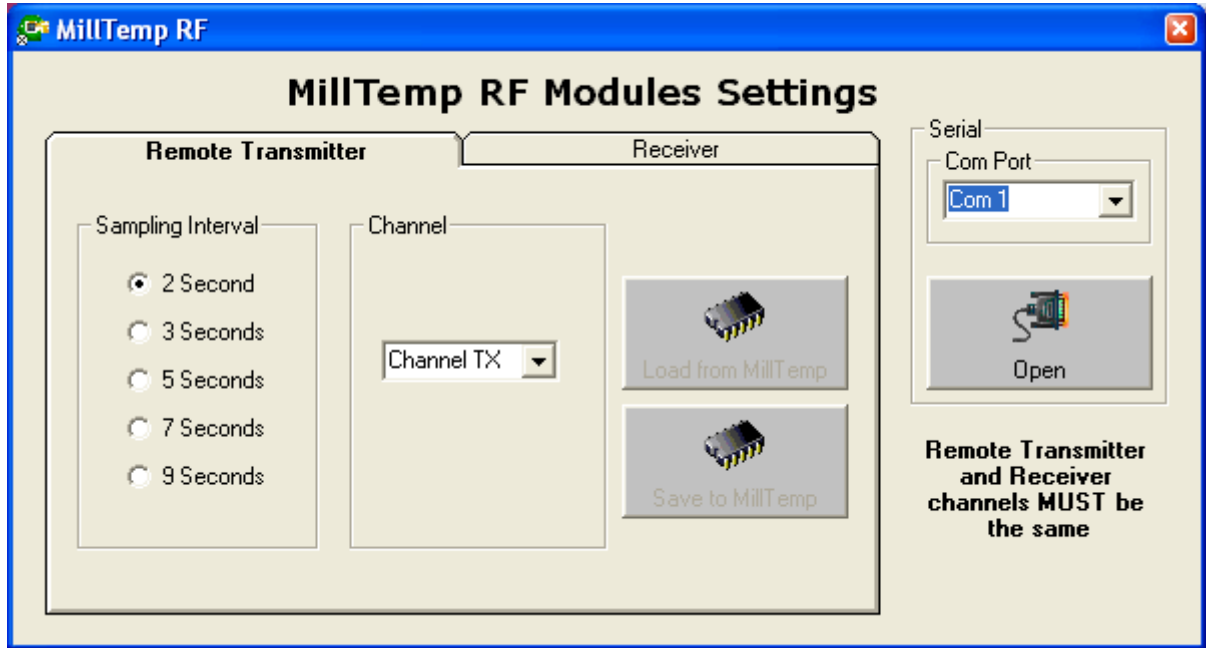 MillTemp RF
MillTemp RF Modules Settings
Remote Transmitter
Receiver
Sampling Interval
2 Second
3 Seconds
5 Seconds
7 Seconds
9 Seconds
Channel
Channel TX
Load from MillTemp
Save to MillTemp
Serial
Com Port
Com 1
Open
Remote Transmitter
and Receiver
channels MUST be
the same